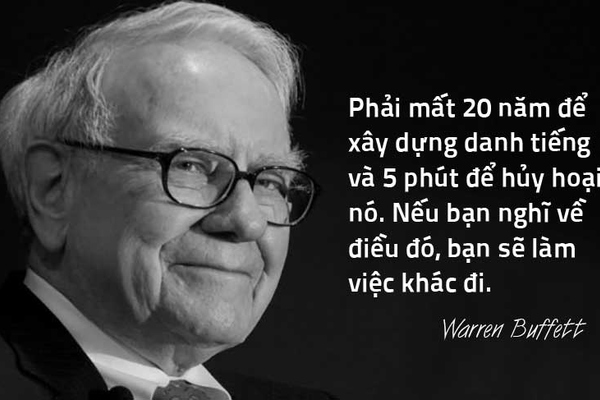 Phải mất 20 năm để
xây dựng danh tiếng
và 5 phút để hủy hoại
nó. Nếu bạn nghĩ về
điều đó, bạn sẽ làm
việc khác đi.
Warren Buffett